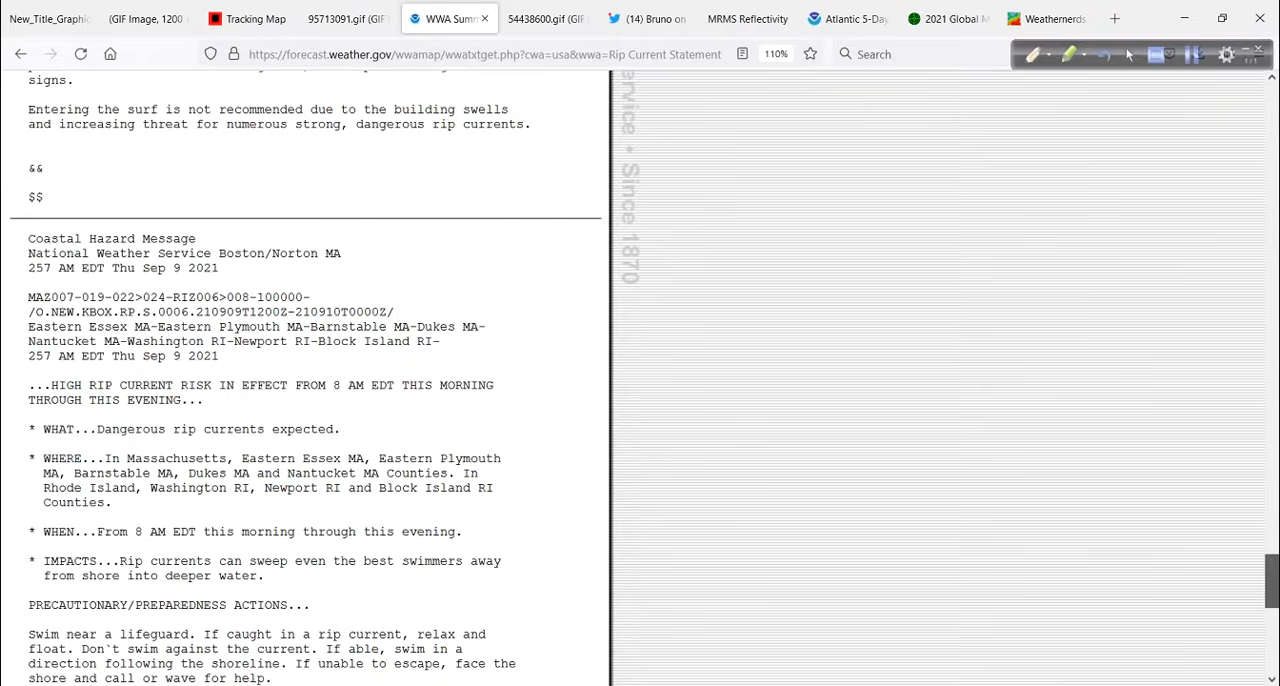 New_Title_Graphic
(GIF Image, 1200
Tracking Map
95713091.gif (GIF
WWA Summ
54438600.gif (GIF
(14) Bruno on
MRMS Reflectivity
Atlantic 5-Day
2021 Global M
Weathernerds
https://forecast.weather.gov/wwamap/wwatxtget.php?cwa=usa&wwa=Rip Current Statement
110%
Search
1/1
signs.
Entering the surf is not recommended due to the building swells
and increasing threat for numerous strong, dangerous rip currents.
&&
$$
Coastal Hazard Message
National Weather Service Boston/Norton MA
257 AM EDT Thu Sep 9 2021
MAZ007-019-022>024-RIZ006>008-100000-
/O.NEW.KBOX.RP.S.0006.210909T1200Z-210910T0000Z/
Eastern Essex MA-Eastern Plymouth MA-Barnstable MA-Dukes MA-
Nantucket MA-Washington RI-Newport RI-Block Island RI-
257 AM EDT Thu Sep 9 2021
...HIGH RIP CURRENT RISK IN EFFECT FROM 8 AM EDT THIS MORNING
THROUGH THIS EVENING...
* WHAT...Dangerous rip currents expected.
* WHERE...In Massachusetts, Eastern Essex MA, Eastern Plymouth
MA, Barnstable MA, Dukes MA and Nantucket MA Counties. In
Rhode Island, Washington RI, Newport RI and Block Island RI
Counties.
* WHEN...From 8 AM EDT this morning through this evening.
* IMPACTS...Rip currents can sweep even the best swimmers away
from shore into deeper water.
PRECAUTIONARY/PREPAREDNESS ACTIONS...
Swim near a lifeguard. If caught in a rip current, relax and
float. Don`t swim against the current. If able, swim in a
direction following the shoreline. If unable to escape, face the
shore and call or wave for help.
ervice • Since 1870